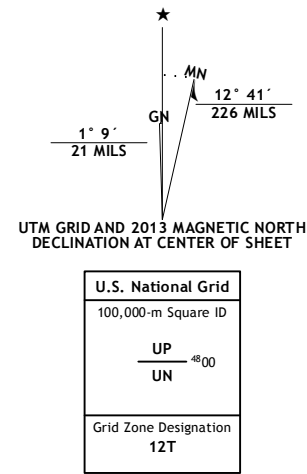 ★
MN
GN
1° 9´
21 MILS
12° 41´
226 MILS
UTM GRID AND 2013 MAGNETIC NORTH
DECLINATION AT CENTER OF SHEET
U.S. National Grid
100,000-m Square ID
UP
⁴⁸00
UN
Grid Zone Designation
12T